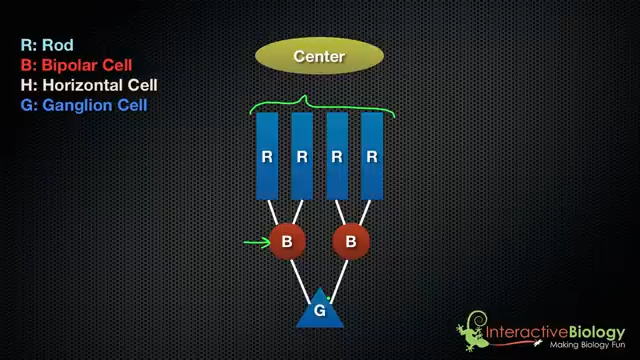 R: Rod
B: Bipolar Cell
H: Horizontal Cell
G: Ganglion Cell
Center
R R R R
B B
G
InteractiveBiology
Making Biology Fun